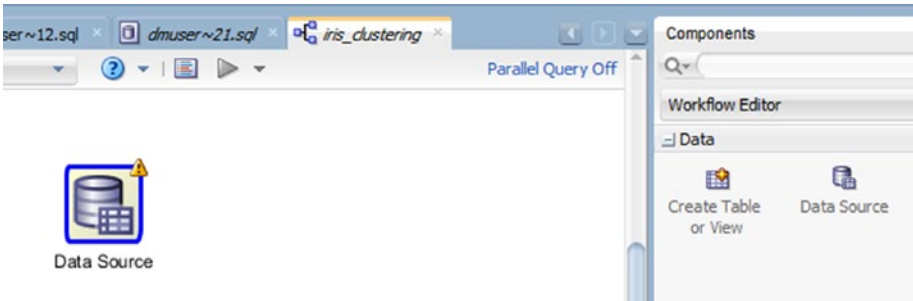 ser~12.sql
dmuser~21.sql
iris_clustering
Components
Parallel Query Off
Workflow Editor
Data
Create Table
or View
Data Source
Data Source